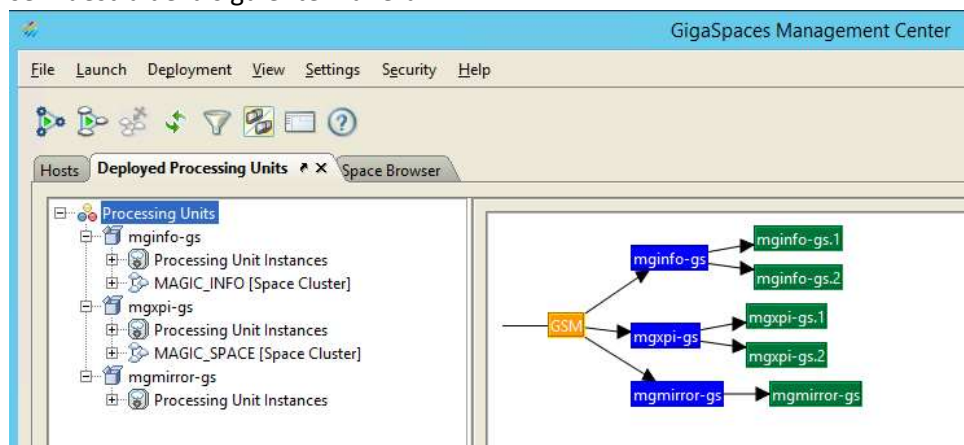 GigaSpaces Management Center
File Launch Deployment View Settings Security Help
Hosts Deployed Processing Units Space Browser
Processing Units
mginfo-gs
Processing Unit Instances
MAGIC_INFO [Space Cluster]
mgxpi-gs
Processing Unit Instances
MAGIC_SPACE [Space Cluster]
mgmirror-gs
Processing Unit Instances
GSM
mginfo-gs
mginfo-gs.1
mginfo-gs.2
mgxpi-gs
mgxpi-gs.1
mgxpi-gs.2
mgmirror-gs
mgmirror-gs